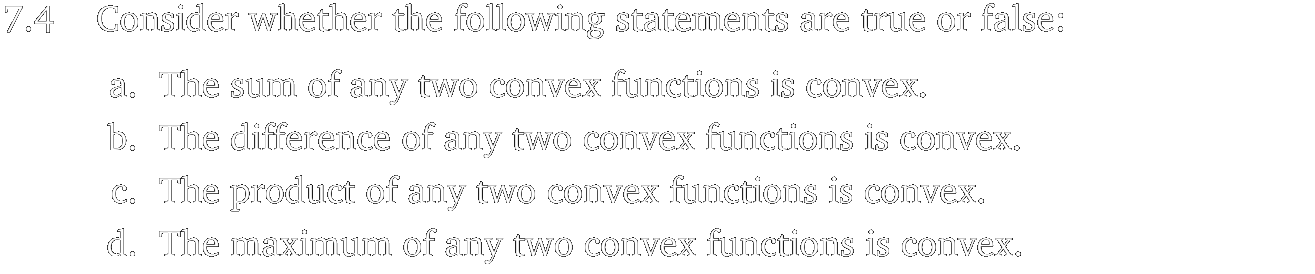 7.4 Consider whether the following statements are true or false:
a. The sum of any two convex functions is convex.
b. The difference of any two convex functions is convex.
c. The product of any two convex functions is convex.
d. The maximum of any two convex functions is convex.